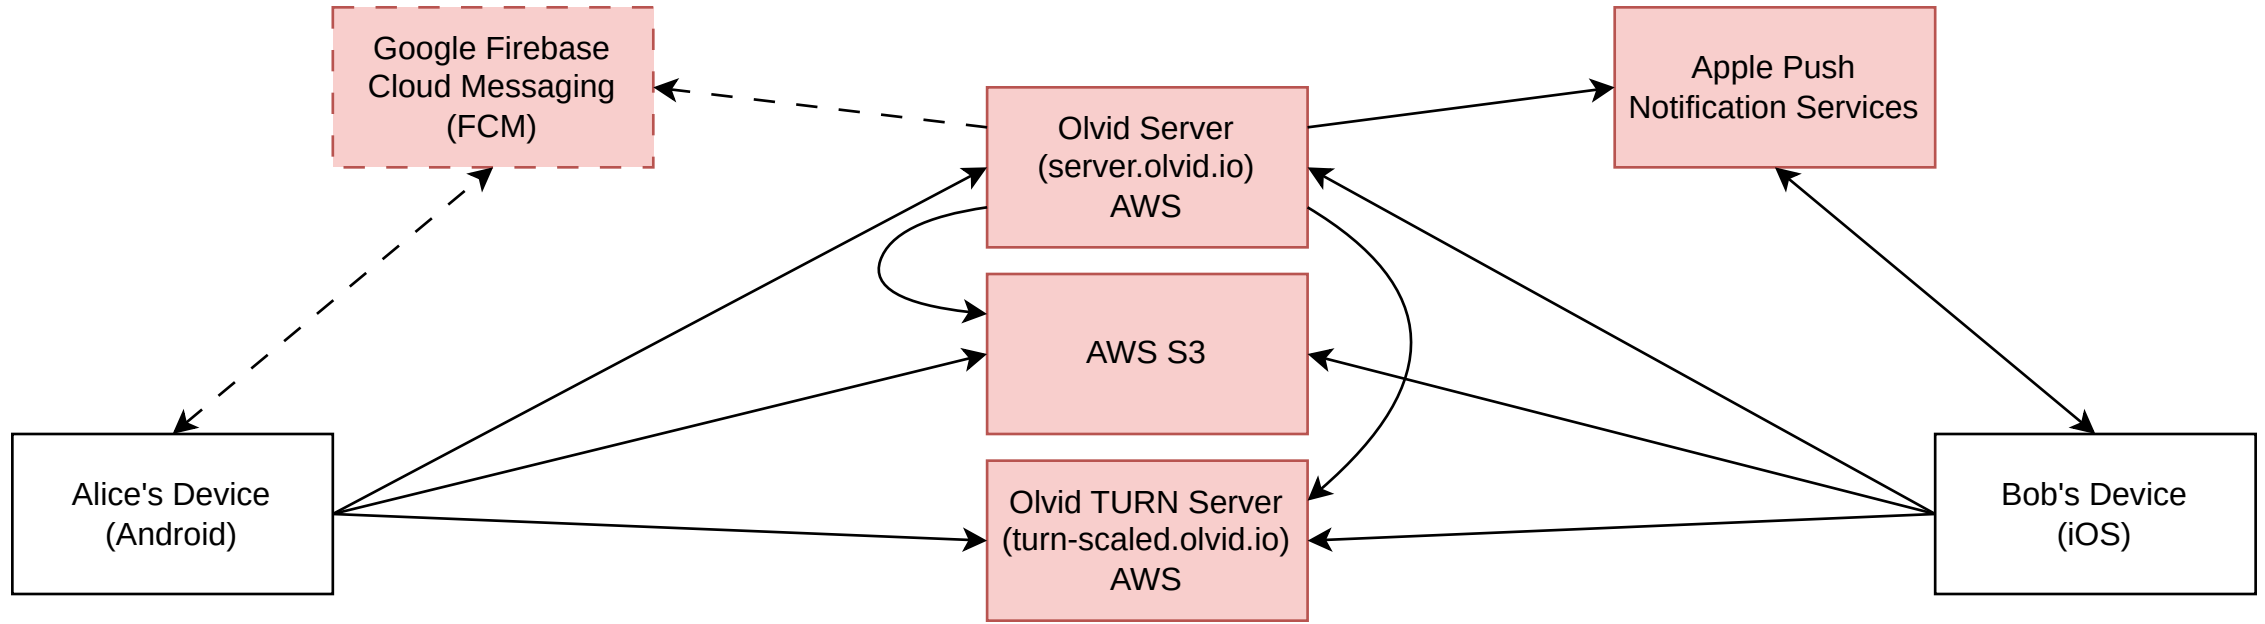 Google Firebase
Cloud Messaging
(FCM)
Apple Push
Notification Services
Olvid Server
(server.olvid.io)
AWS
AWS S3
Alice's Device
(Android)
Olvid TURN Server
(turn-scaled.olvid.io)
AWS
Bob's Device
(iOS)